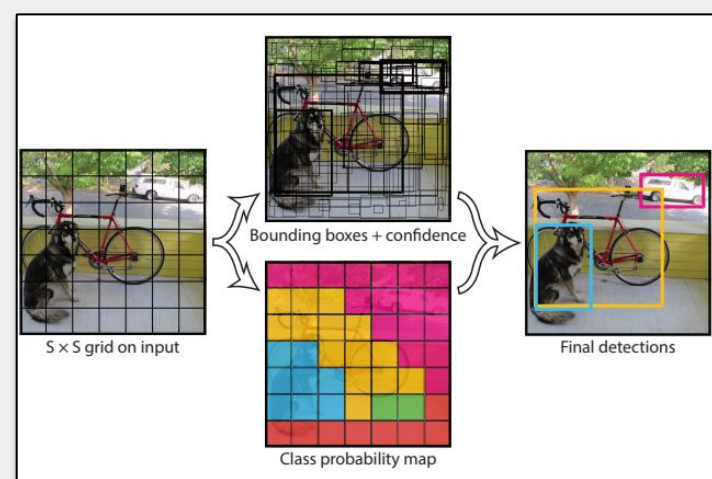 Bounding boxes + confidence
S × S grid on input
Final detections
Class probability map